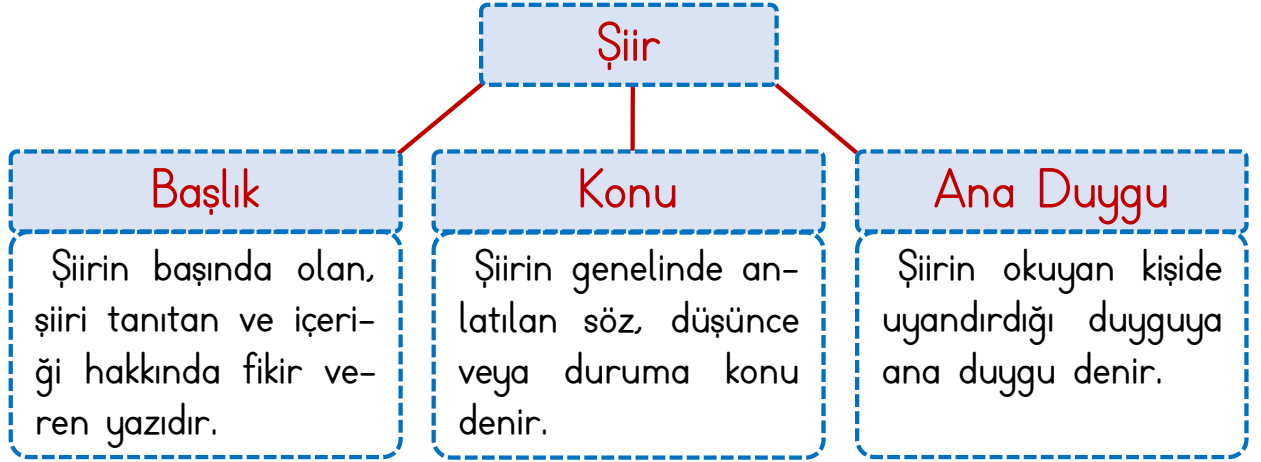 Şiir
Başlık
Şiirin başında olan,
şiiri tanıtan ve içeri-
ği hakkında fikir ve-
ren yazıdır.
Konu
Şiirin genelinde an-
latılan söz, düşünce
veya duruma konu
denir.
Ana Duygu
Şiirin okuyan kişide
uyandırdığı duyguya
ana duygu denir.